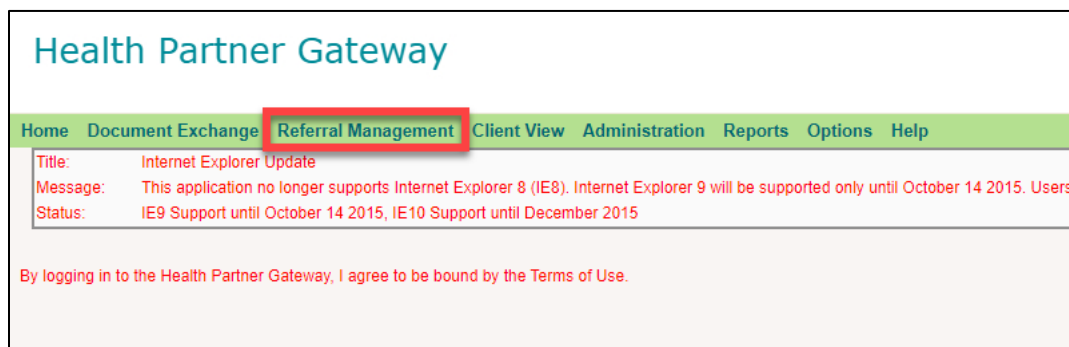 Health Partner Gateway
Home Document Exchange Referral Management Client View Administration Reports Options Help
Title: Internet Explorer Update
Message: This application no longer supports Internet Explorer 8 (IE8). Internet Explorer 9 will be supported only until October 14 2015. Users
Status: IE9 Support until October 14 2015, IE10 Support until December 2015
By logging in to the Health Partner Gateway, I agree to be bound by the Terms of Use.